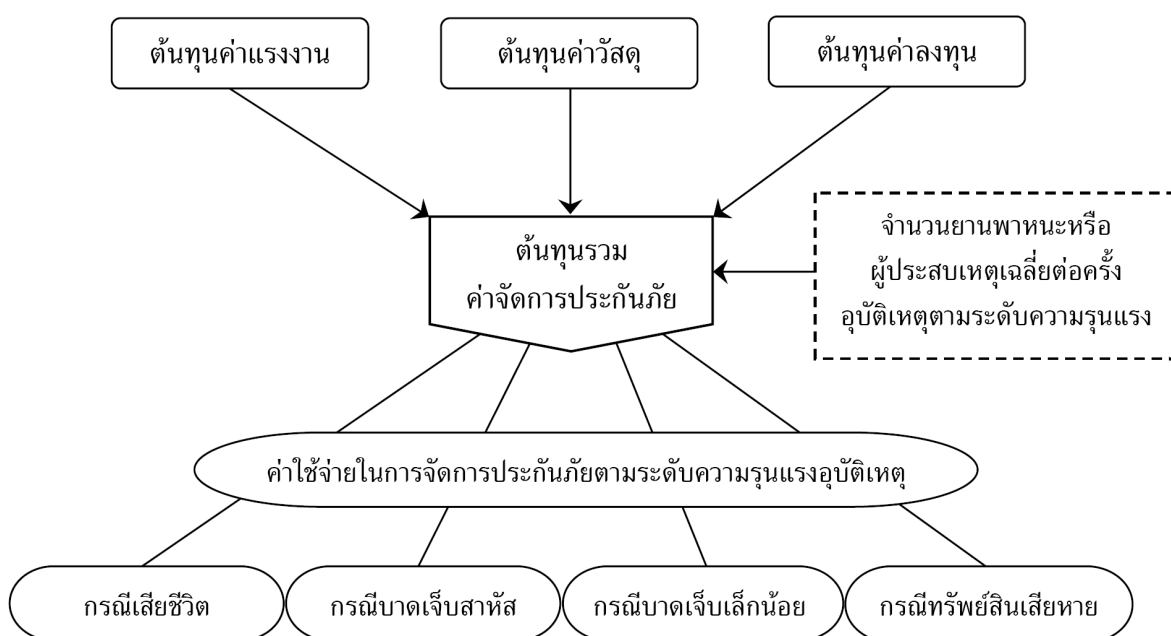 ต้นทุนค่าแรงงาน
ต้นทุนค่าวัสดุ
ต้นทุนค่าลงทุน
จำนวนยานพาหนะหรือ
ผู้ประสบเหตุเฉลี่ยต่อครั้ง
อุบัติเหตุตามระดับความรุนแรง
ต้นทุนรวม
ค่าจัดการประกันภัย
ค่าใช้จ่ายในการจัดการประกันภัยตามระดับความรุนแรงอุบัติเหตุ
กรณีเสียชีวิต
กรณีบาดเจ็บสาหัส
กรณีบาดเจ็บเล็กน้อย
กรณีทรัพย์สินเสียหาย